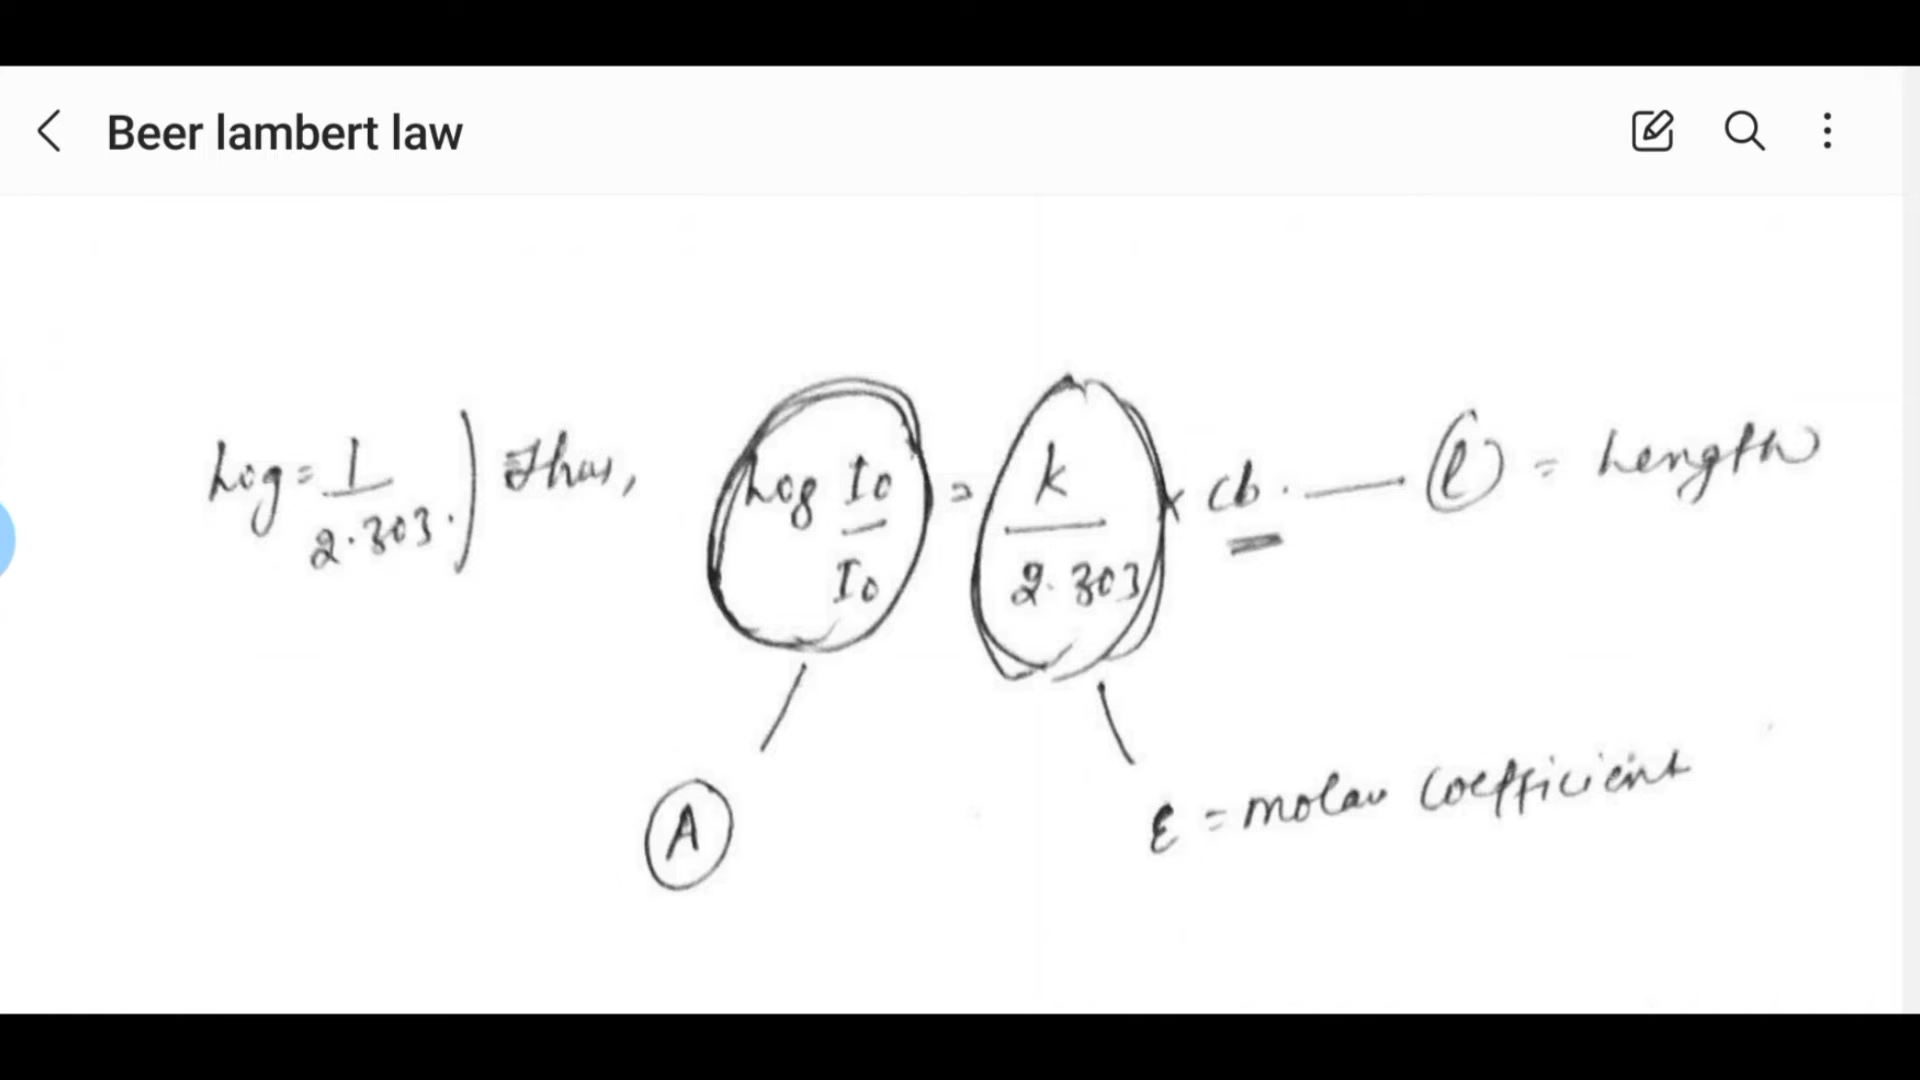 Beer lambert law
Log = 1/2.303.) Thus, Log Io/Io = k/2.303 x cb. — l = Length
A
ε = molar coefficient